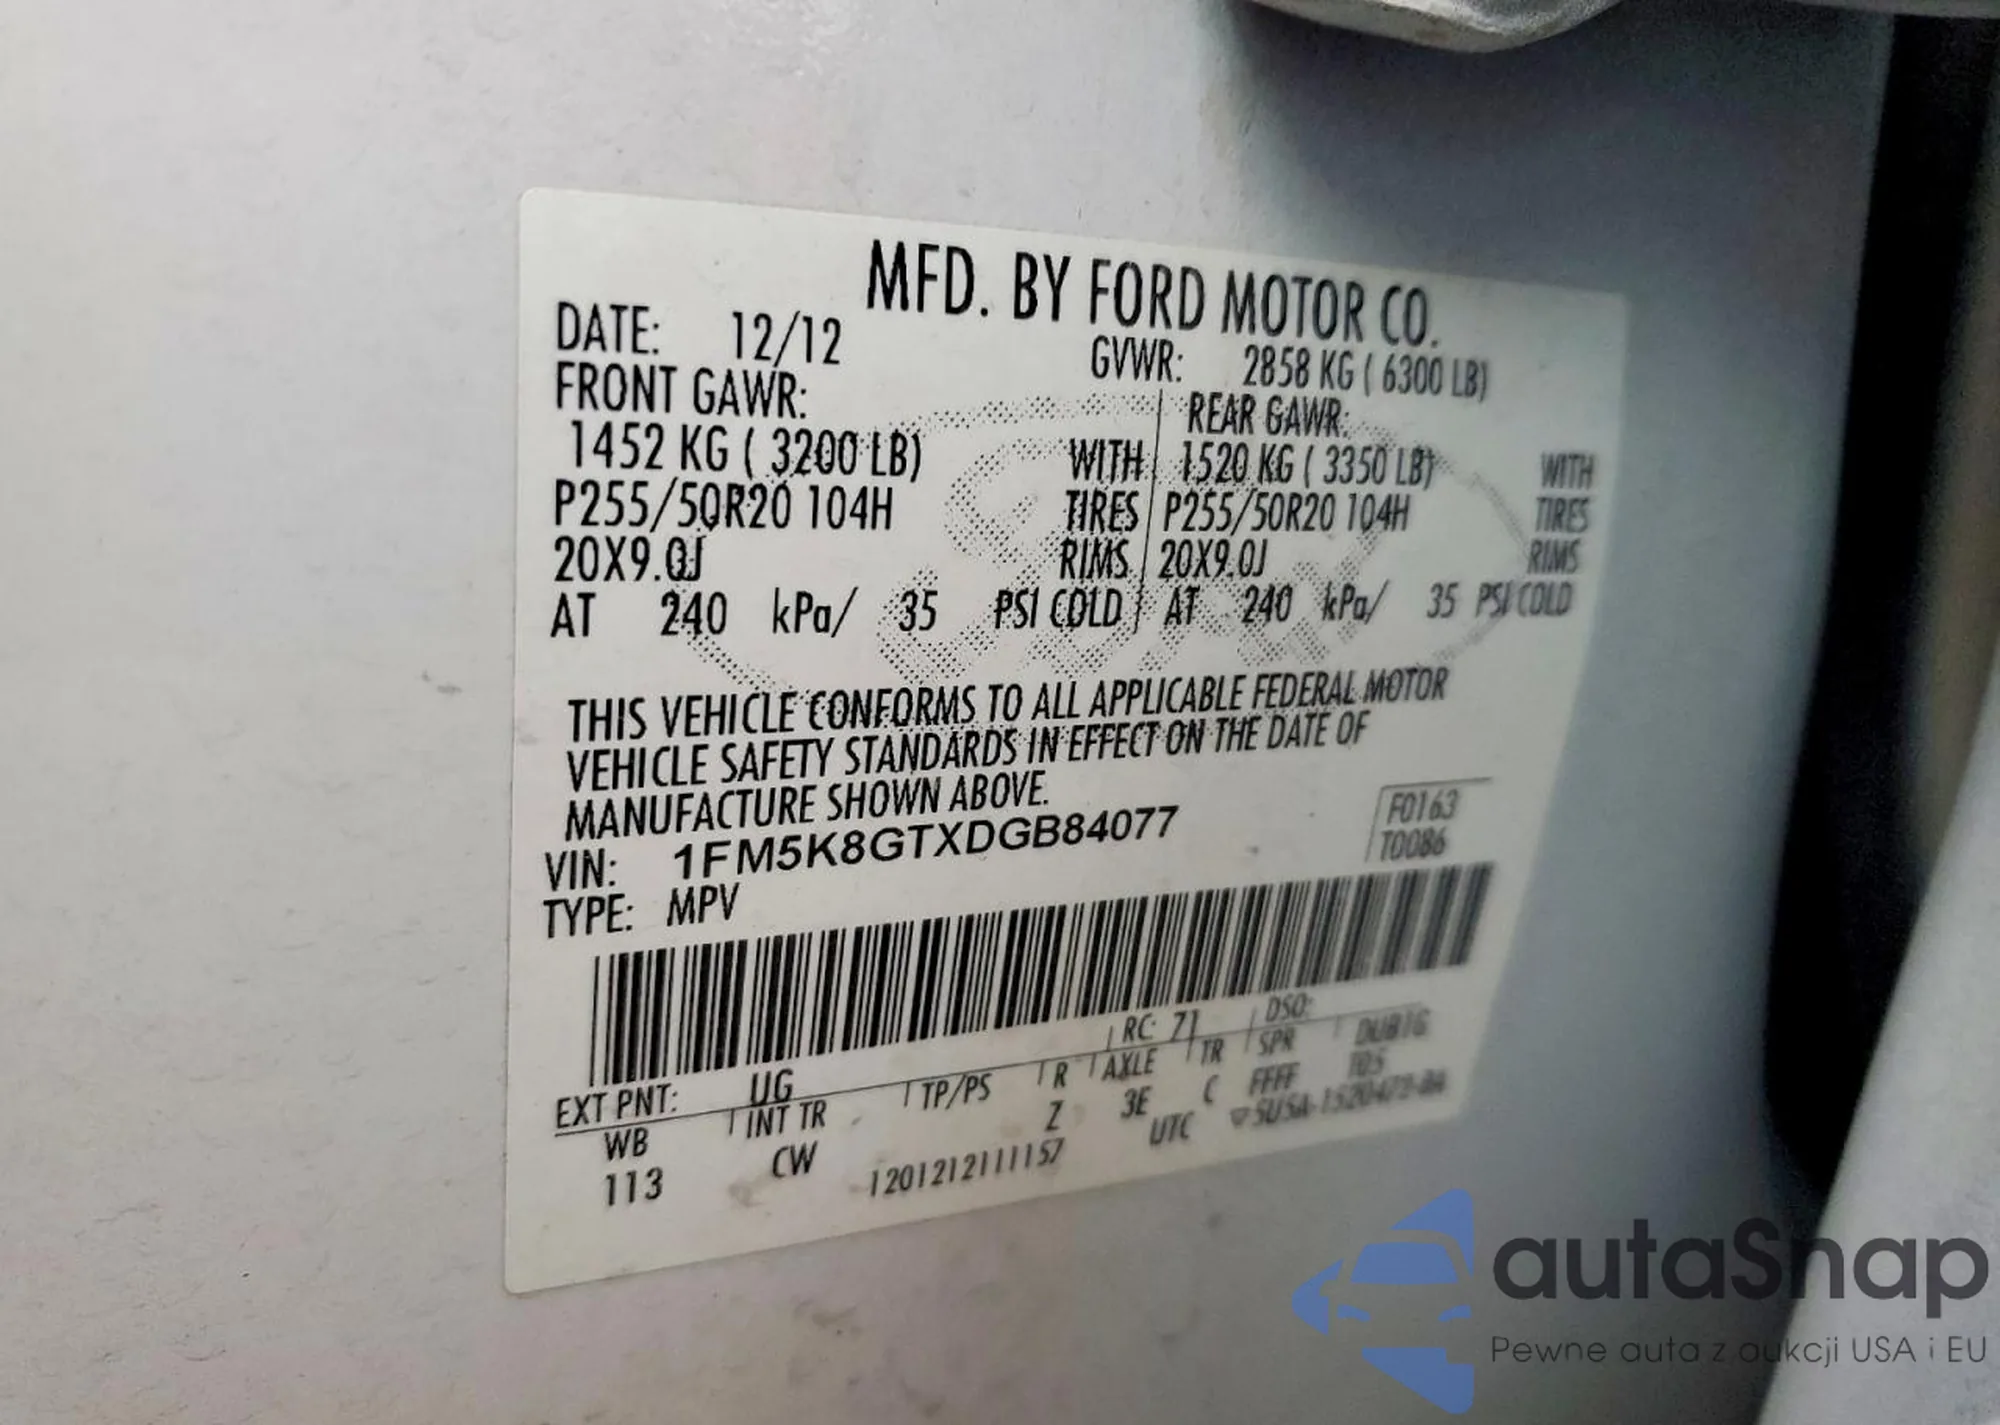 MFD. BY FORD MOTOR CO.
DATE: 12/12 GVWR: 2858 KG ( 6300 LB)
FRONT GAWR: REAR GAWR:
1452 KG ( 3200 LB) WITH 1520 KG ( 3350 LB) WITH
P255/50R20 104H TIRES P255/50R20 104H TIRES
20X9.0J RIMS 20X9.0J RIMS
AT 240 kPa/ 35 PSI COLD AT 240 kPa/ 35 PSI COLD
THIS VEHICLE CONFORMS TO ALL APPLICABLE FEDERAL MOTOR
VEHICLE SAFETY STANDARDS IN EFFECT ON THE DATE OF
MANUFACTURE SHOWN ABOVE.
VIN: 1FM5K8GTXDGB84077
F0163
T0086
TYPE: MPV
EXT PNT: UG RC: 71 DSO:
WB INT TR TP/PS R AXLE TR SPR
113 CW Z 3E C FFFF
1201212111157 UTC
autaSnap
Pewne auta z aukcji USA i EU